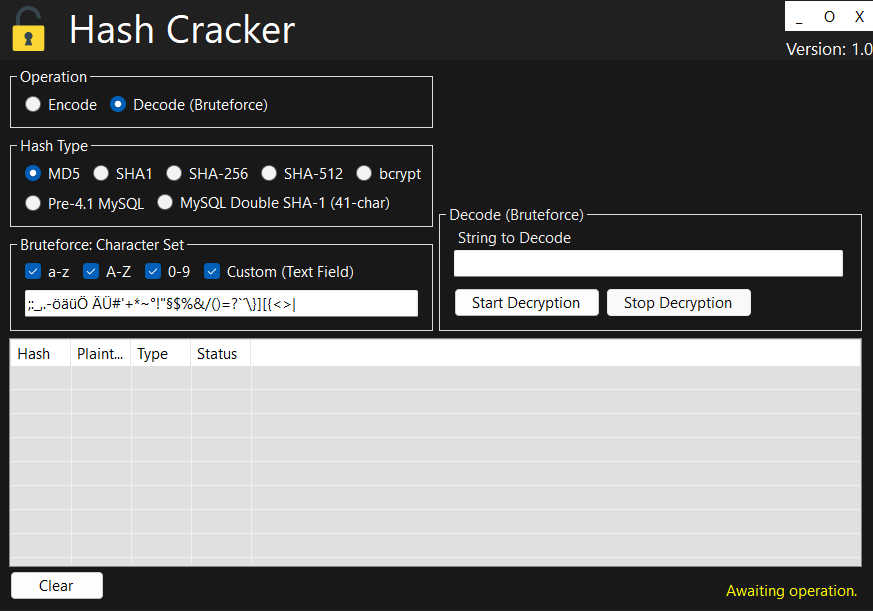 Hash Cracker
_ O X
Version: 1.0
Operation
Encode Decode (Bruteforce)
Hash Type
MD5 SHA1 SHA-256 SHA-512 bcrypt
Pre-4.1 MySQL MySQL Double SHA-1 (41-char)
Bruteforce: Character Set
a-z A-Z 0-9 Custom (Text Field)
;:_,.-öäüÖ ÄÜ#'+*~°!"§$%&/()=?`´\}][{<>|
Decode (Bruteforce)
String to Decode
Start Decryption Stop Decryption
Hash Plaint... Type Status
Clear
Awaiting operation.